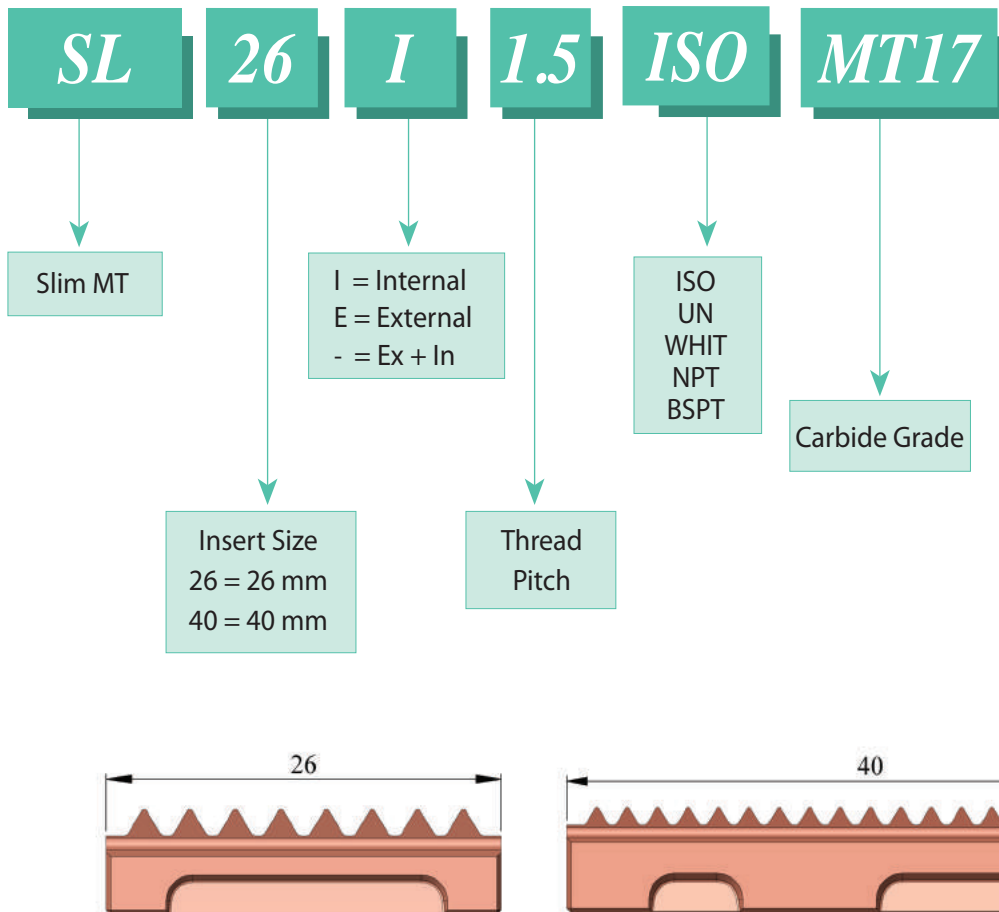 SL 26 I 1.5 ISO MT17
Slim MT
I = Internal
E = External
- = Ex + In
ISO
UN
WHIT
NPT
BSPT
Carbide Grade
Insert Size
26 = 26 mm
40 = 40 mm
Thread
Pitch
26
40